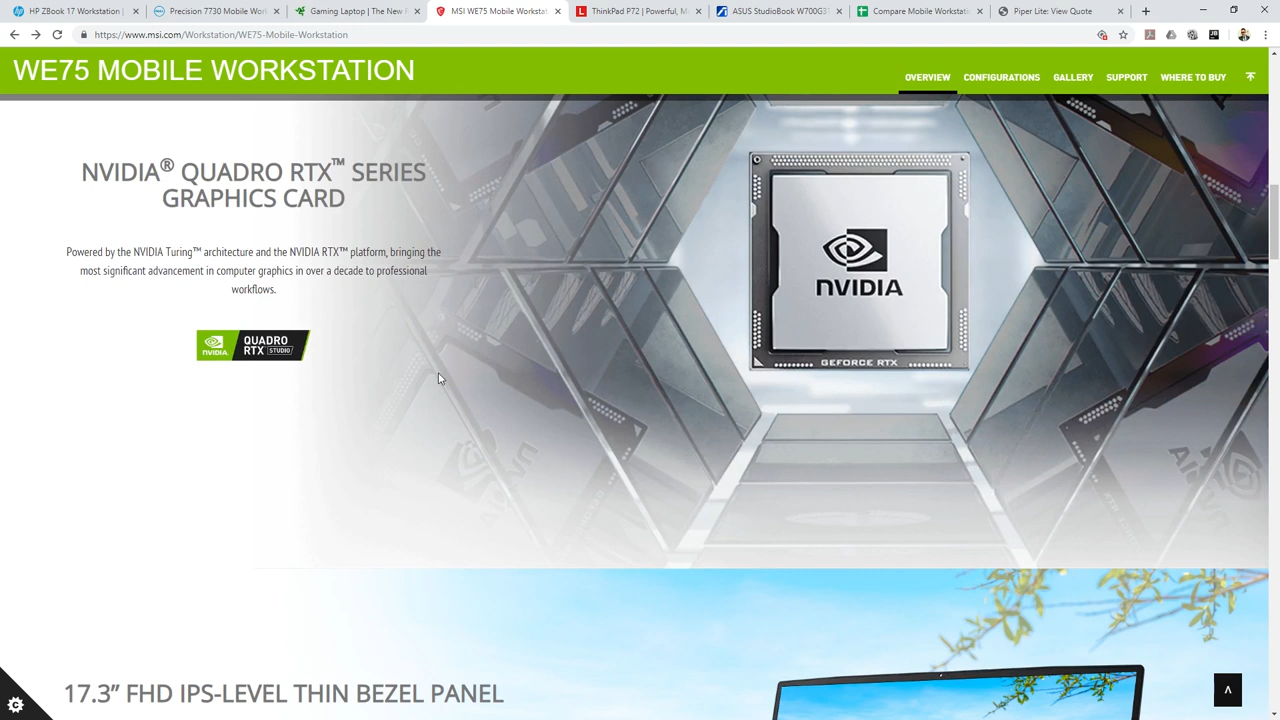 HP ZBook 17 Workstation |
Precision 7730 Mobile Wor
Gaming Laptop | The New R
MSI WE75 Mobile Workstat
ThinkPad P72 | Powerful, M
ASUS StudioBook W700G3T
Compare Mobile Workstatio
Piper Lite: View Quote
https://www.msi.com/Workstation/WE75-Mobile-Workstation
WE75 MOBILE WORKSTATION
OVERVIEW
CONFIGURATIONS
GALLERY
SUPPORT
WHERE TO BUY
NVIDIA® QUADRO RTX™ SERIES
GRAPHICS CARD
Powered by the NVIDIA Turing™ architecture and the NVIDIA RTX™ platform, bringing the
most significant advancement in computer graphics in over a decade to professional
workflows.
NVIDIA.
QUADRO
RTX STUDIO
NVIDIA
GEFORCE RTX
17.3” FHD IPS-LEVEL THIN BEZEL PANEL